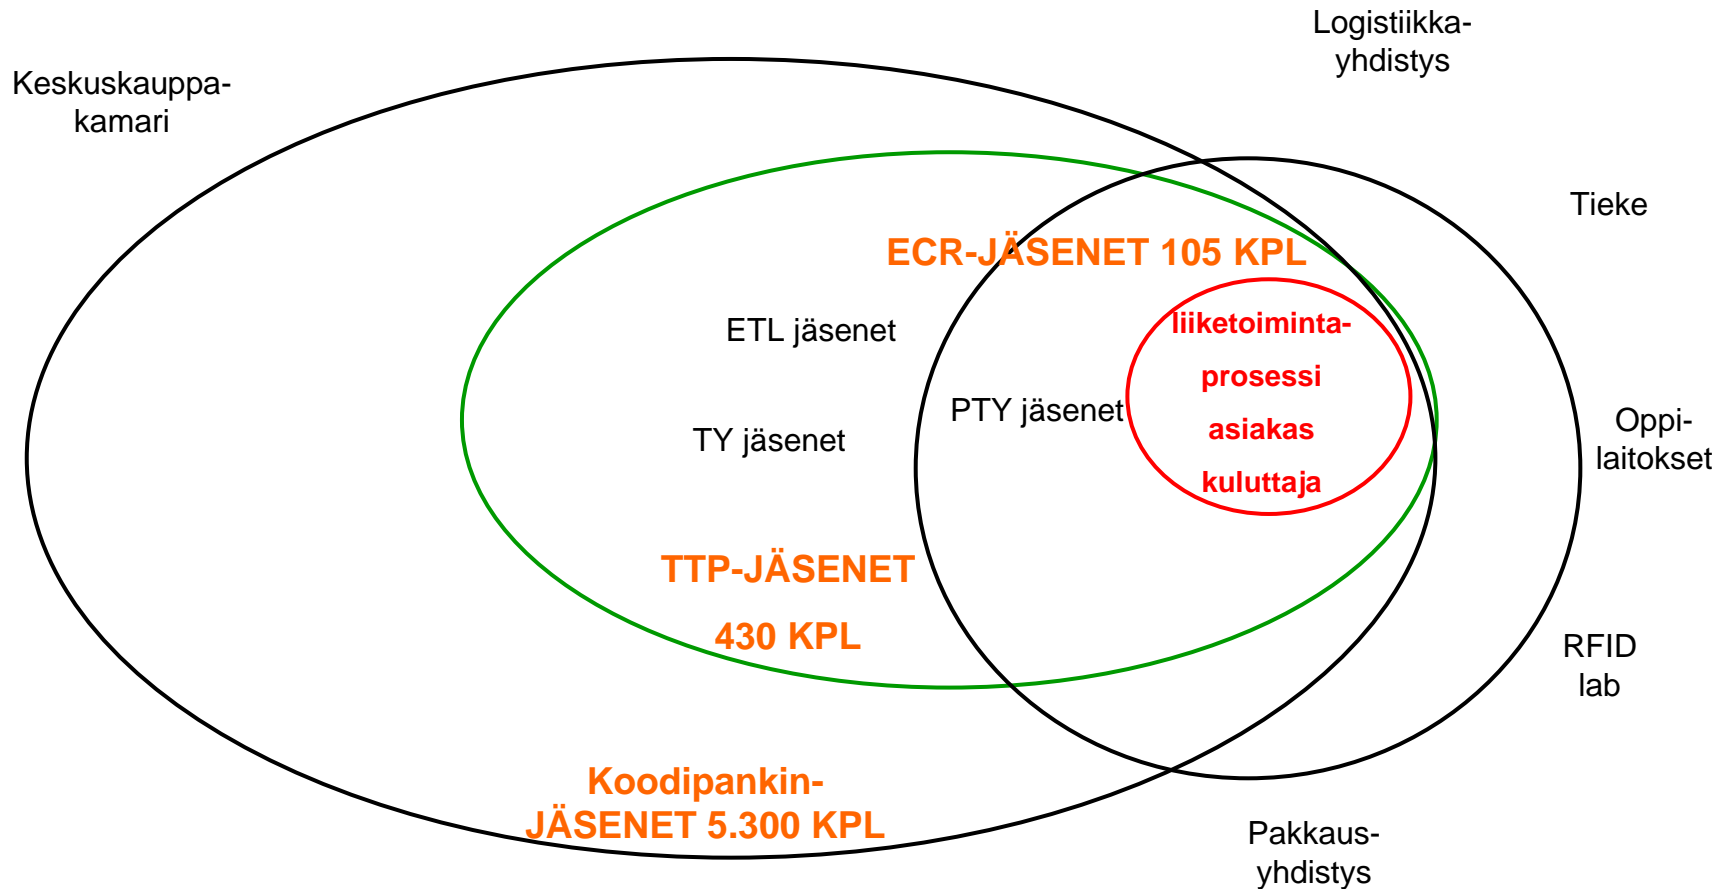 Logistiikka-
yhdistys
Keskuskauppa-
kamari
Tieke
ECR-JÄSENET 105 KPL
ETL jäsenet
liiketoiminta-
prosessi
PTY jäsenet
asiakas
TY jäsenet
kuluttaja
Oppi-
laitokset
TTP-JÄSENET
430 KPL
RFID
lab
Koodipankin-
JÄSENET 5.300 KPL
Pakkaus-
yhdistys